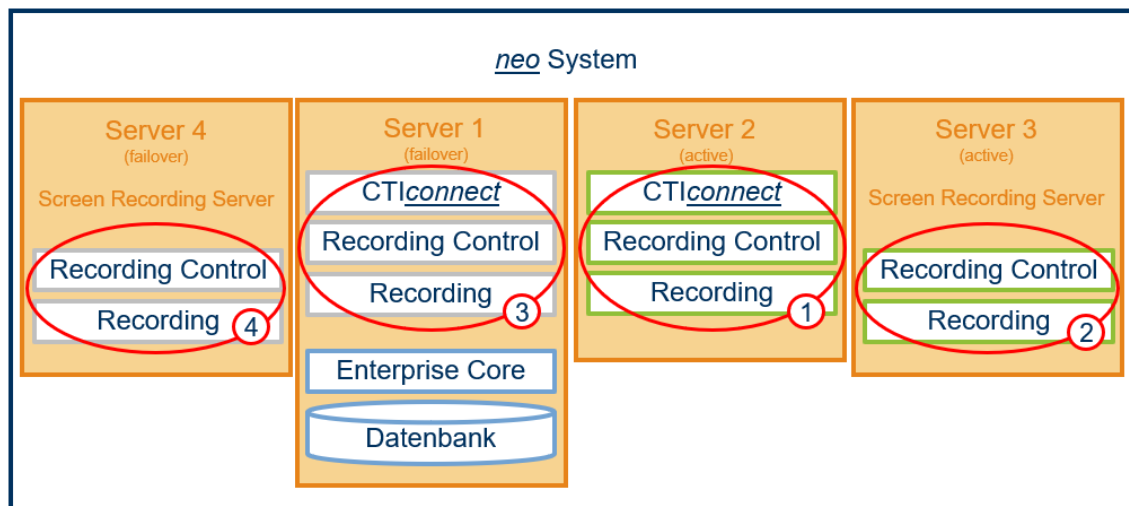 neo System
Server 4
(failover)
Screen Recording Server
Recording Control
Recording
4
Server 1
(failover)
CTIconnect
Recording Control
Recording
3
Enterprise Core
Datenbank
Server 2
(active)
CTIconnect
Recording Control
Recording
1
Server 3
(active)
Screen Recording Server
Recording Control
Recording
2